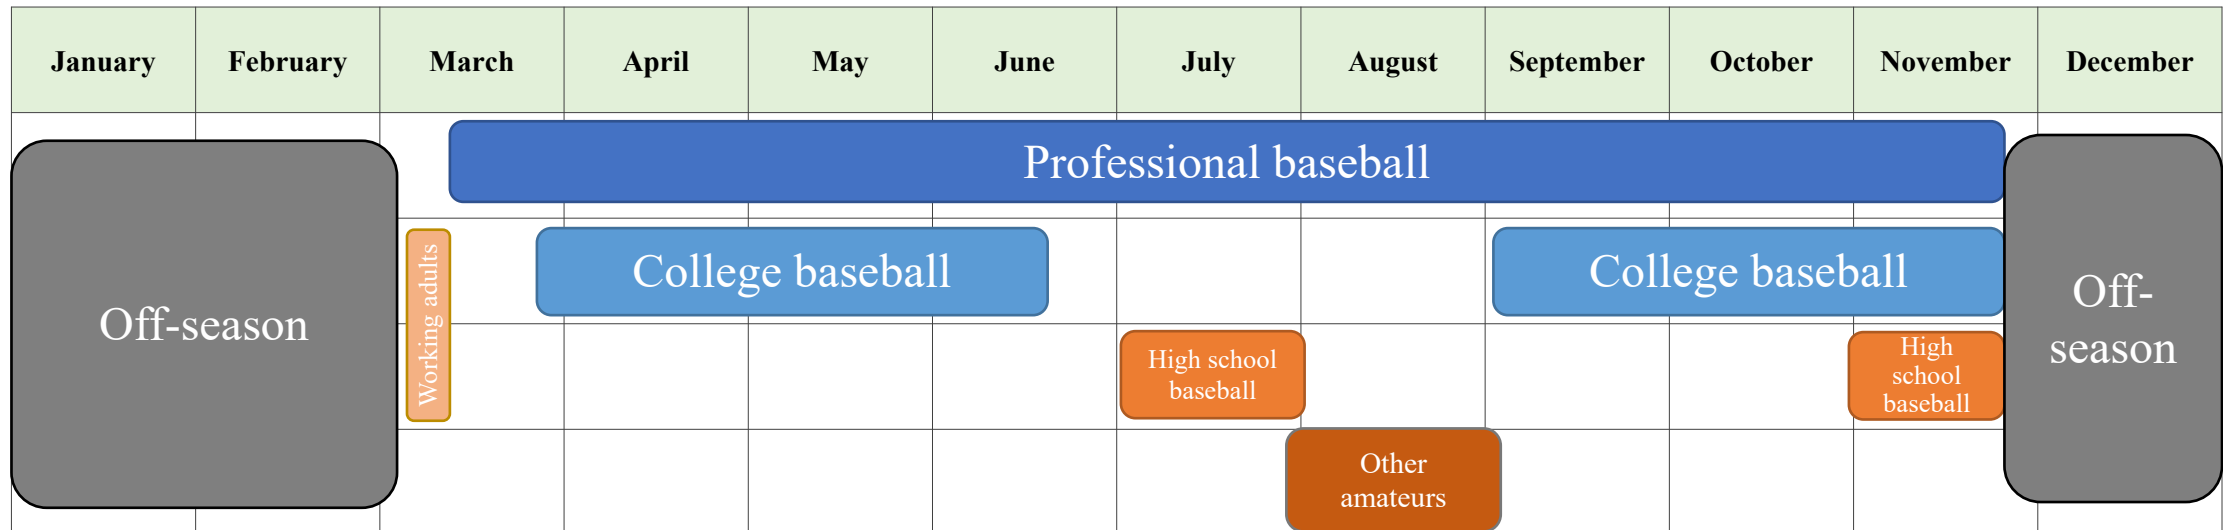 January February March April May June July August September October November December
Professional baseball
Off-season
Working adults
College baseball
College baseball
Off-
season
High school
baseball
High
school
baseball
Other
amateurs